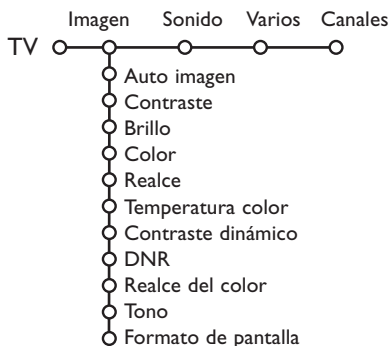 Imagen Sonido Varios Canales
TV
Auto imagen
Contraste
Brillo
Color
Realce
Temperatura color
Contraste dinámico
DNR
Realce del color
Tono
Formato de pantalla